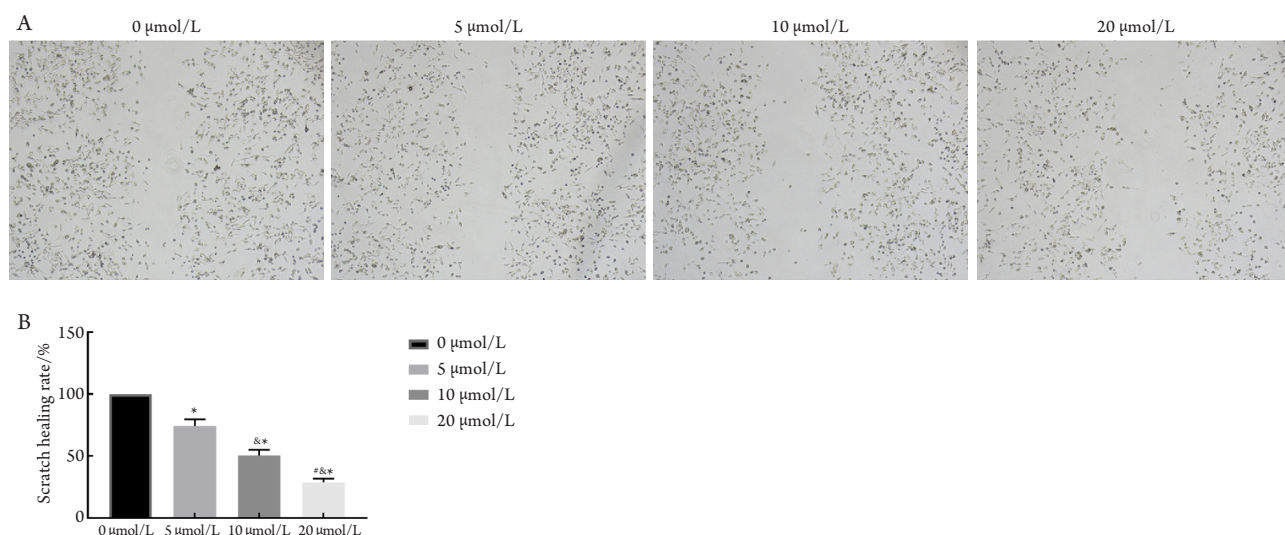 A
0 μmol/L 5 μmol/L 10 μmol/L 20 μmol/L
B
Scratch healing rate/%
150
100
50
0
*
&*
#&*
0 μmol/L 5 μmol/L 10 μmol/L 20 μmol/L
0 μmol/L
5 μmol/L
10 μmol/L
20 μmol/L